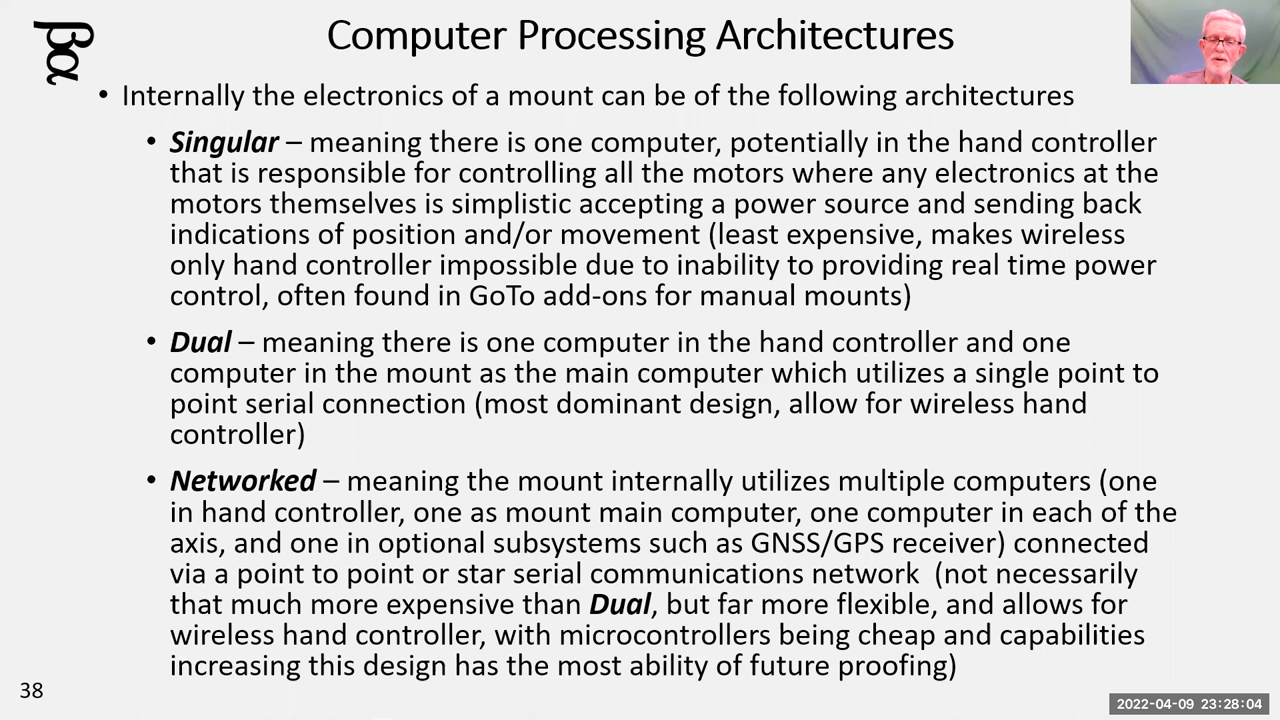 βα
Computer Processing Architectures
• Internally the electronics of a mount can be of the following architectures
• Singular – meaning there is one computer, potentially in the hand controller
that is responsible for controlling all the motors where any electronics at the
motors themselves is simplistic accepting a power source and sending back
indications of position and/or movement (least expensive, makes wireless
only hand controller impossible due to inability to providing real time power
control, often found in GoTo add-ons for manual mounts)
• Dual – meaning there is one computer in the hand controller and one
computer in the mount as the main computer which utilizes a single point to
point serial connection (most dominant design, allow for wireless hand
controller)
• Networked – meaning the mount internally utilizes multiple computers (one
in hand controller, one as mount main computer, one computer in each of the
axis, and one in optional subsystems such as GNSS/GPS receiver) connected
via a point to point or star serial communications network (not necessarily
that much more expensive than Dual, but far more flexible, and allows for
wireless hand controller, with microcontrollers being cheap and capabilities
increasing this design has the most ability of future proofing)
38
2022-04-09 23:28:04